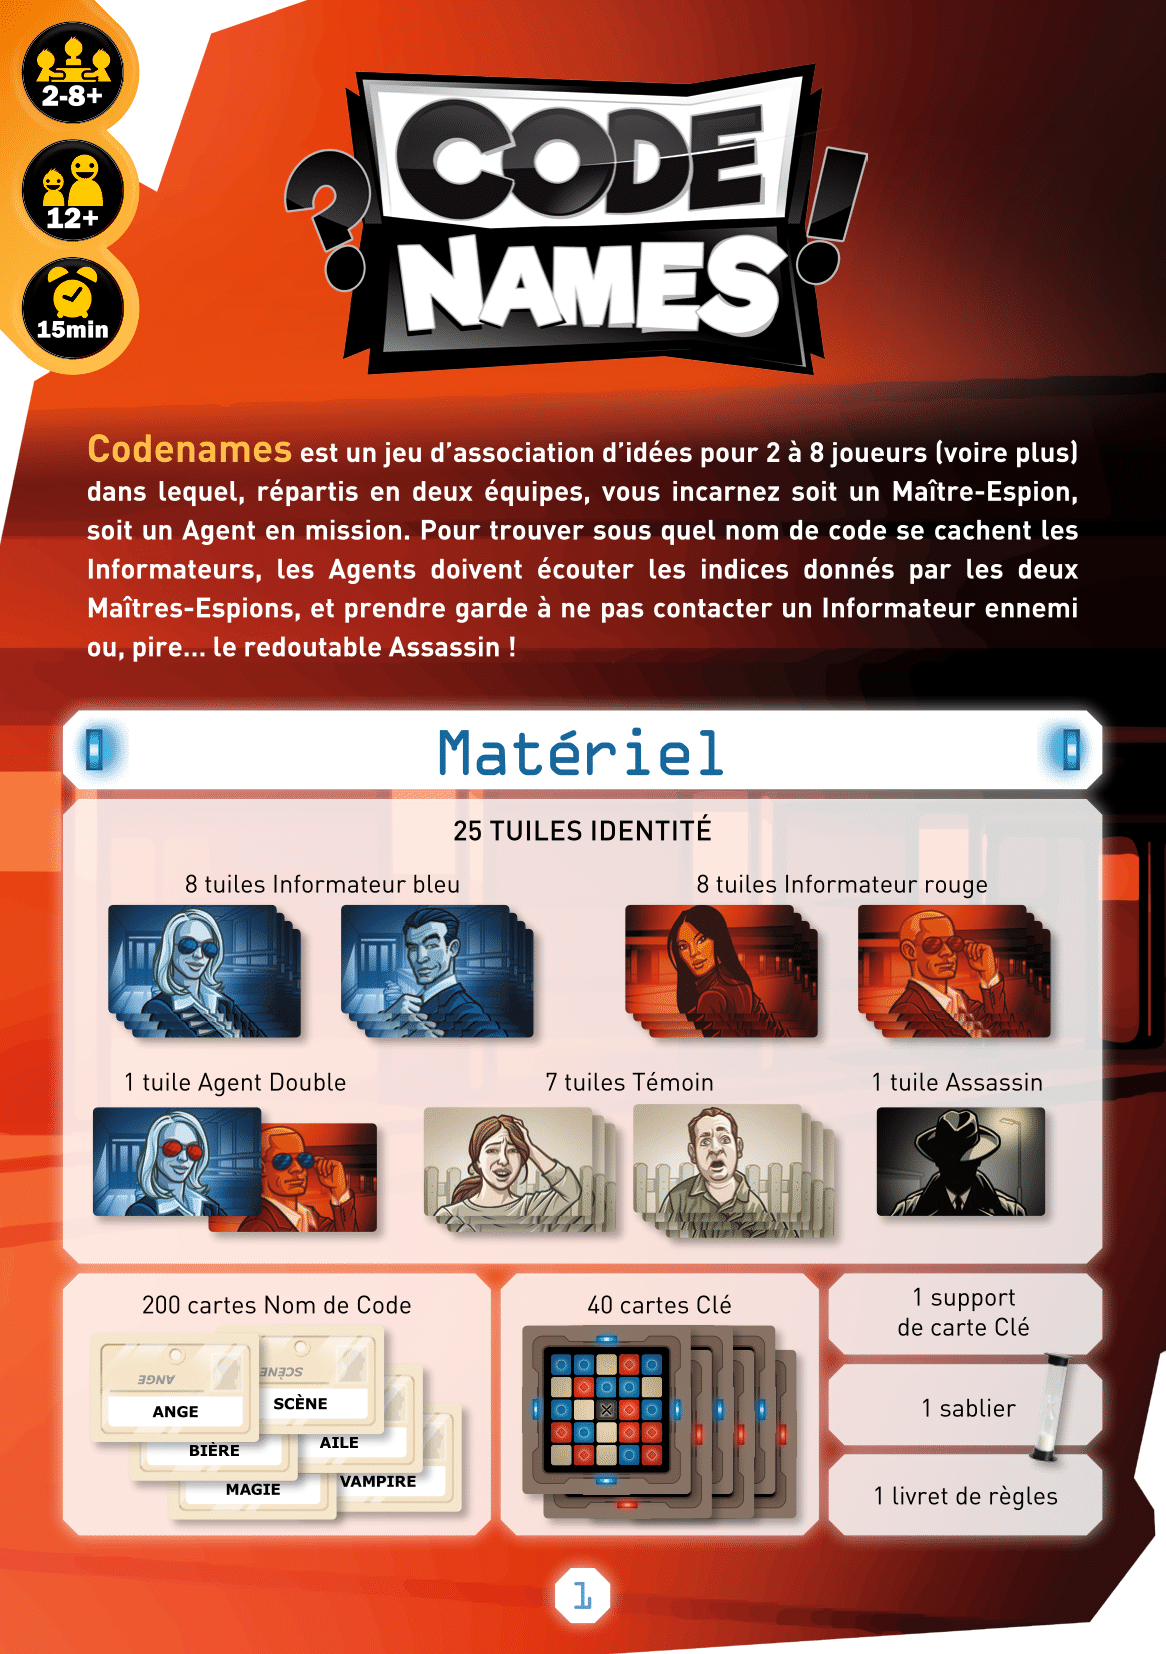 2-8+
12+
15min
CODE
NAMES
Codenames est un jeu d'association d'idées pour 2 à 8 joueurs (voire plus)
dans lequel, répartis en deux équipes, vous incarnez soit un Maître-Espion,
soit un Agent en mission. Pour trouver sous quel nom de code se cachent les
Informateurs, les Agents doivent écouter les indices donnés par les deux
Maîtres-Espions, et prendre garde à ne pas contacter un Informateur ennemi
ou, pire... le redoutable Assassin !
Matériel
25 TUILES IDENTITÉ
8 tuiles Informateur bleu
8 tuiles Informateur rouge
1 tuile Agent Double
7 tuiles Témoin
1 tuile Assassin
200 cartes Nom de Code
ANGE
ANGE
SCÈNE
SCÈNE
BIÈRE
AILE
MAGIE
VAMPIRE
40 cartes Clé
1 support
de carte Clé
1 sablier
1 livret de règles
1